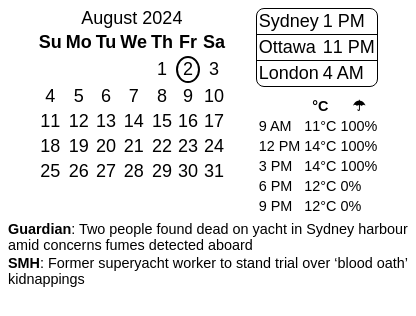 August 2024
Su Mo Tu We Th Fr Sa
1 2 3
4 5 6 7 8 9 10
11 12 13 14 15 16 17
18 19 20 21 22 23 24
25 26 27 28 29 30 31
Sydney 1 PM
Ottawa 11 PM
London 4 AM
°C ☂
9 AM 11°C 100%
12 PM 14°C 100%
3 PM 14°C 100%
6 PM 12°C 0%
9 PM 12°C 0%
Guardian: Two people found dead on yacht in Sydney harbour
amid concerns fumes detected aboard
SMH: Former superyacht worker to stand trial over ‘blood oath’
kidnappings